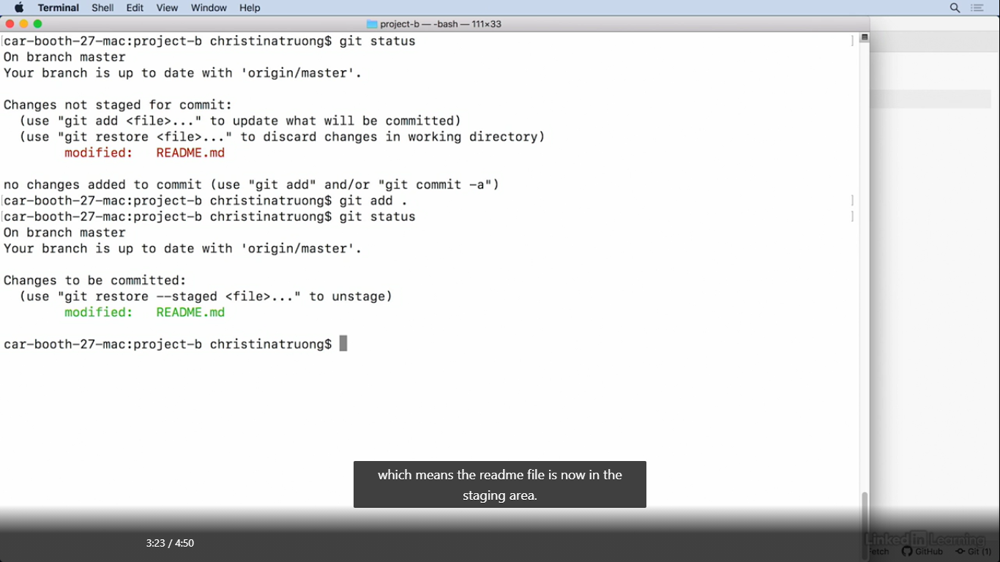 Terminal Shell Edit View Window Help
project-b — -bash — 111×33
[car-booth-27-mac:project-b christinatruong$ git status ]
On branch master
Your branch is up to date with 'origin/master'.
Changes not staged for commit:
(use "git add <file>..." to update what will be committed)
(use "git restore <file>..." to discard changes in working directory)
modified: README.md
no changes added to commit (use "git add" and/or "git commit -a")
[car-booth-27-mac:project-b christinatruong$ git add . ]
[car-booth-27-mac:project-b christinatruong$ git status ]
On branch master
Your branch is up to date with 'origin/master'.
Changes to be committed:
(use "git restore --staged <file>..." to unstage)
modified: README.md
car-booth-27-mac:project-b christinatruong$
which means the readme file is now in the
staging area.
LinkedIn Learning
GitHub Git (1)
3:23 / 4:50